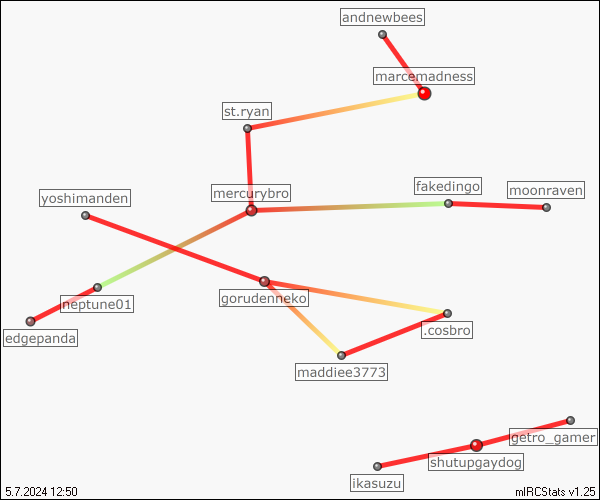 andnewbees
marcemadness
st.ryan
fakedingo
moonraven
mercurybro
yoshimanden
gorudenneko
neptune01
.cosbro
edgepanda
maddiee3773
getro_gamer
shutupgaydog
ikasuzu
5.7.2024 12:50
mIRCStats v1.25